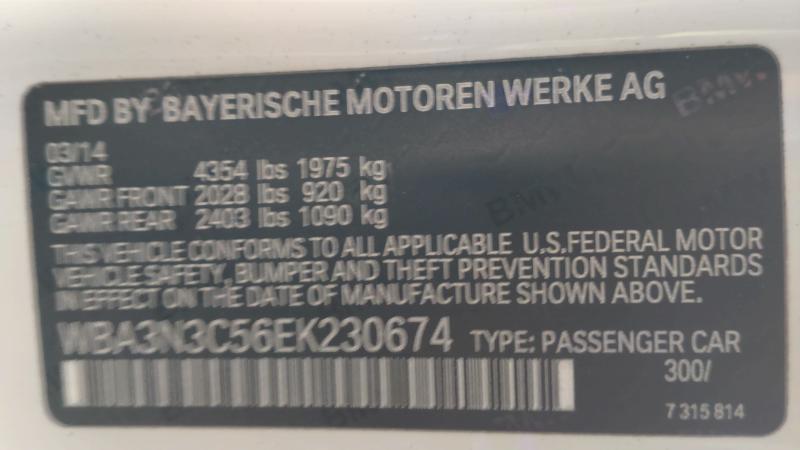 MFD BY BAYERISCHE MOTOREN WERKE AG
03/14
GVWR 4354 lbs 1975 kg
GAWR FRONT 2028 lbs 920 kg
GAWR REAR 2403 lbs 1090 kg
THIS VEHICLE CONFORMS TO ALL APPLICABLE U.S.FEDERAL MOTOR
VEHICLE SAFETY, BUMPER AND THEFT PREVENTION STANDARDS
IN EFFECT ON THE DATE OF MANUFACTURE SHOWN ABOVE.
WBA3N3C56EK230674 TYPE: PASSENGER CAR
300/
7 315 814
BMW
BMW